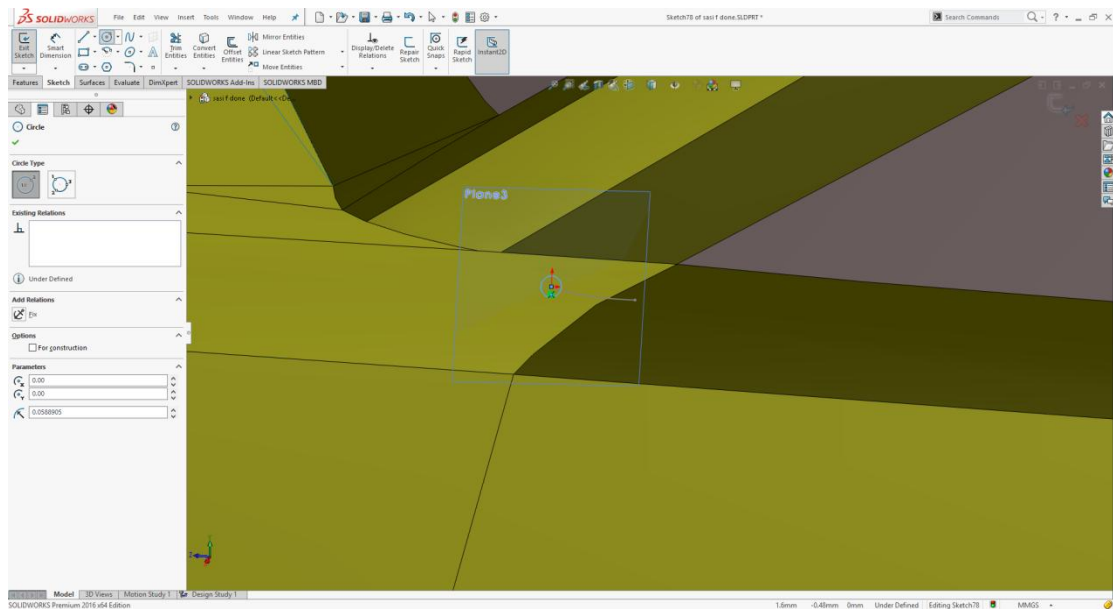 SOLIDWORKS File Edit View Insert Tools Window Help Sketch78 of sasi f done.SLDPRT * Search Commands
Exit Sketch Smart Dimension Trim Entities Convert Entities Offset Entities Mirror Entities Linear Sketch Pattern Move Entities Display/Delete Relations Repair Sketch Quick Snaps Rapid Sketch Instant2D
Features Sketch Surfaces Evaluate DimXpert SOLIDWORKS Add-Ins SOLIDWORKS MBD
sasi f done (Default<<De...
Circle
Circle Type
Existing Relations
Under Defined
Add Relations
Fix
Options
For construction
Parameters
0.00
0.00
0.0588905
Plane3
Model 3D Views Motion Study 1 Design Study 1
SOLIDWORKS Premium 2016 x64 Edition 1.6mm -0.48mm 0mm Under Defined Editing Sketch78 MMGS